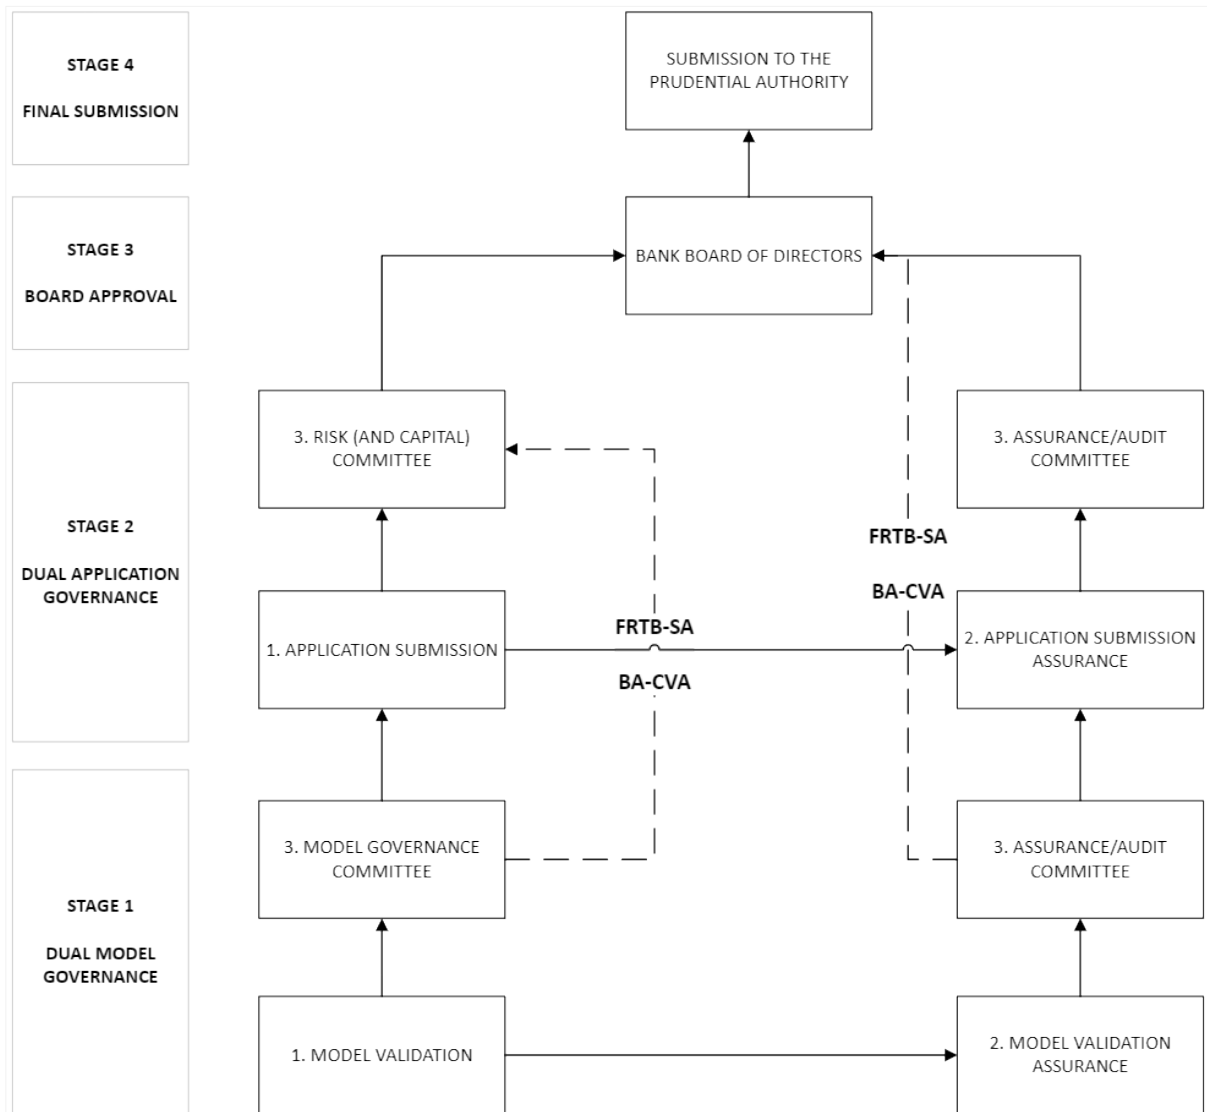 STAGE 4
FINAL SUBMISSION
SUBMISSION TO THE
PRUDENTIAL AUTHORITY
STAGE 3
BOARD APPROVAL
BANK BOARD OF DIRECTORS
STAGE 2
DUAL APPLICATION
GOVERNANCE
3. RISK (AND CAPITAL)
COMMITTEE
3. ASSURANCE/AUDIT
COMMITTEE
FRTB-SA
BA-CVA
1. APPLICATION SUBMISSION
FRTB-SA
BA-CVA
2. APPLICATION SUBMISSION
ASSURANCE
STAGE 1
DUAL MODEL
GOVERNANCE
3. MODEL GOVERNANCE
COMMITTEE
3. ASSURANCE/AUDIT
COMMITTEE
1. MODEL VALIDATION
2. MODEL VALIDATION
ASSURANCE